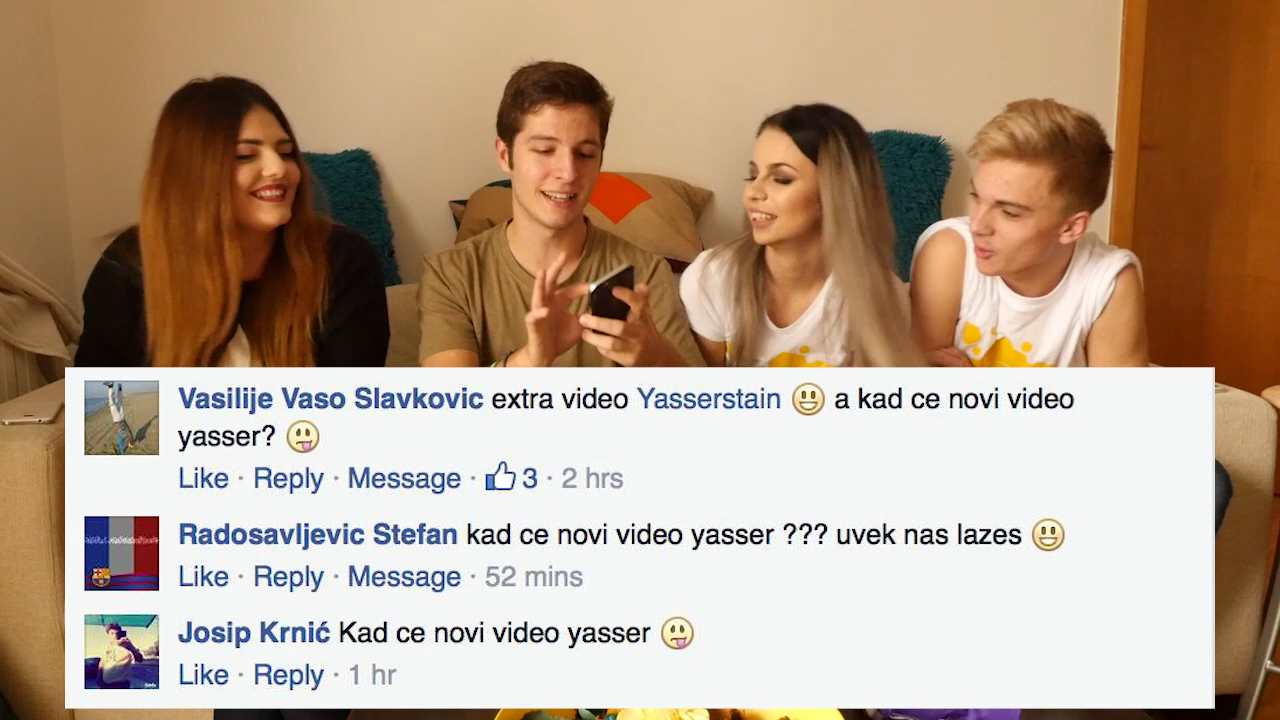 Vasilije Vaso Slavkovic extra video Yasserstain 😃 a kad ce novi video
yasser? 😜
Like · Reply · Message · 3 · 2 hrs
Radosavljevic Stefan kad ce novi video yasser ??? uvek nas lazes 😃
Like · Reply · Message · 52 mins
Josip Krnić Kad ce novi video yasser 😜
Like · Reply · 1 hr